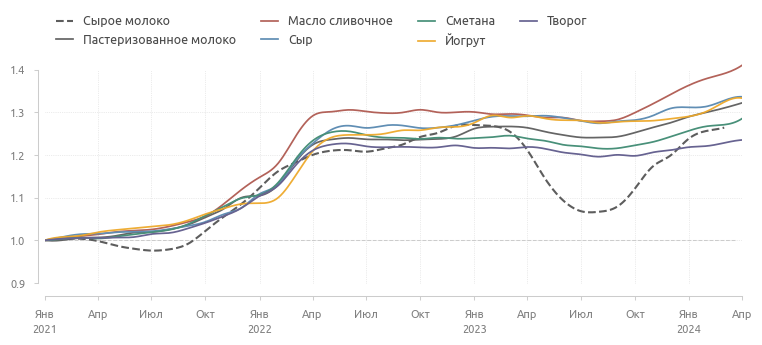 Сырое молоко Масло сливочное Сметана Творог
Пастеризованное молоко Сыр Йогрут
1.4
1.3
1.2
1.1
1.0
0.9
Янв Апр Июл Окт Янв Апр Июл Окт Янв Апр Июл Окт Янв Апр
2021 2022 2023 2024